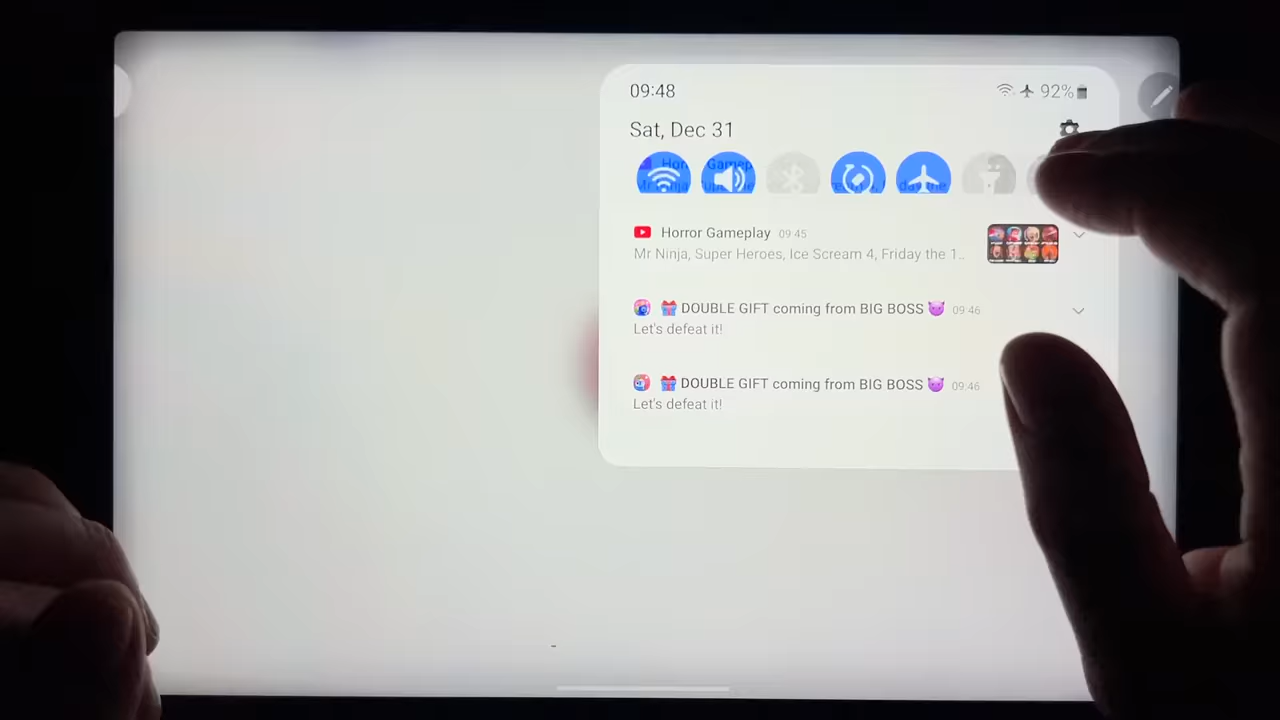 09:48
92%
Sat, Dec 31
Horror Gameplay 09:45
Mr Ninja, Super Heroes, Ice Scream 4, Friday the 1..
🎁 DOUBLE GIFT coming from BIG BOSS 😈 09:46
Let's defeat it!
🎁 DOUBLE GIFT coming from BIG BOSS 😈 09:46
Let's defeat it!